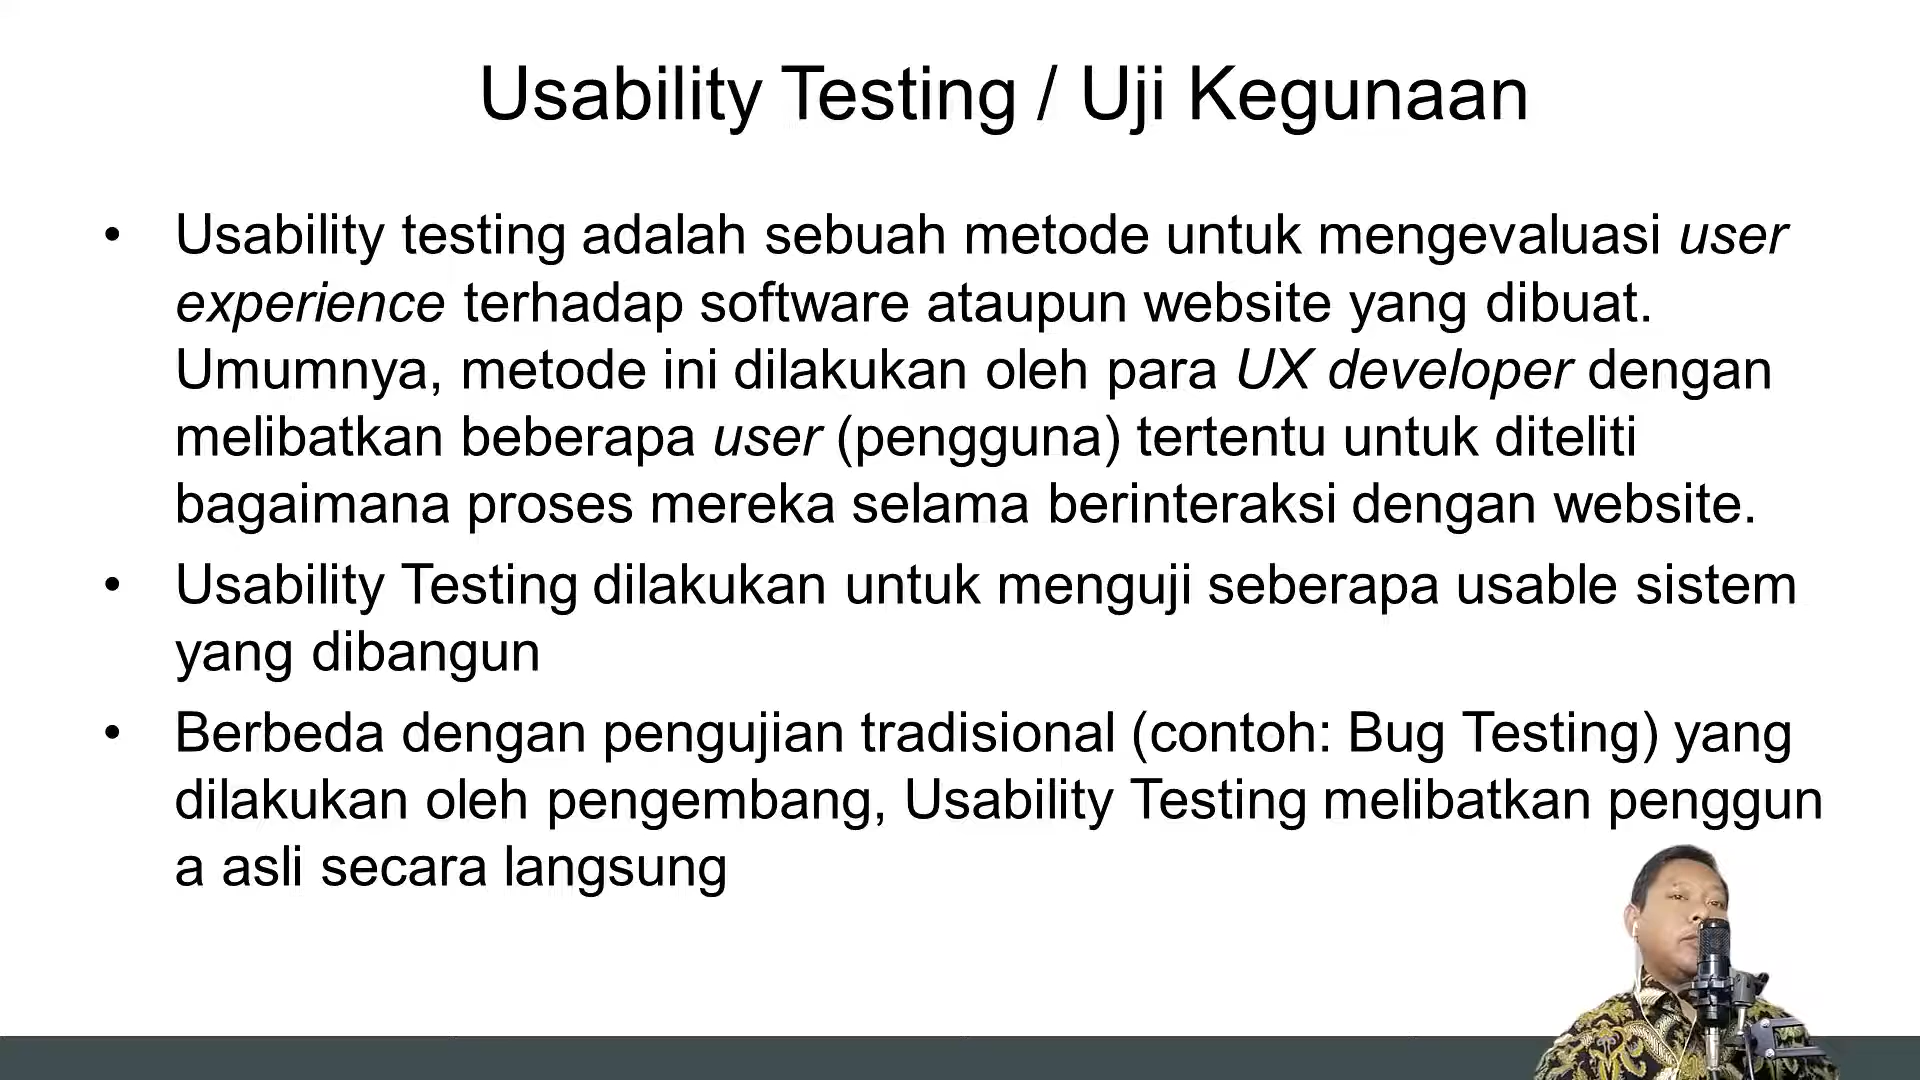 Usability Testing / Uji Kegunaan
• Usability testing adalah sebuah metode untuk mengevaluasi user
experience terhadap software ataupun website yang dibuat.
Umumnya, metode ini dilakukan oleh para UX developer dengan
melibatkan beberapa user (pengguna) tertentu untuk diteliti
bagaimana proses mereka selama berinteraksi dengan website.
• Usability Testing dilakukan untuk menguji seberapa usable sistem
yang dibangun
• Berbeda dengan pengujian tradisional (contoh: Bug Testing) yang
dilakukan oleh pengembang, Usability Testing melibatkan penggun
a asli secara langsung